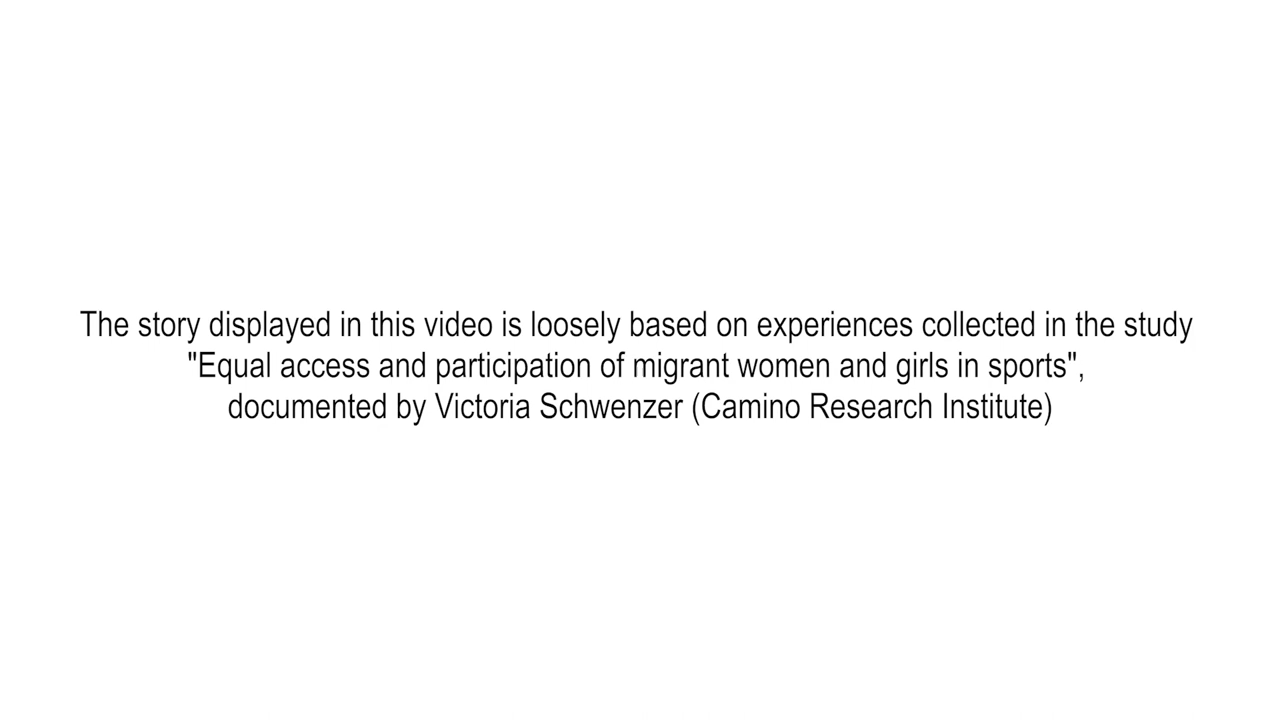 The story displayed in this video is loosely based on experiences collected in the study
"Equal access and participation of migrant women and girls in sports",
documented by Victoria Schwenzer (Camino Research Institute)